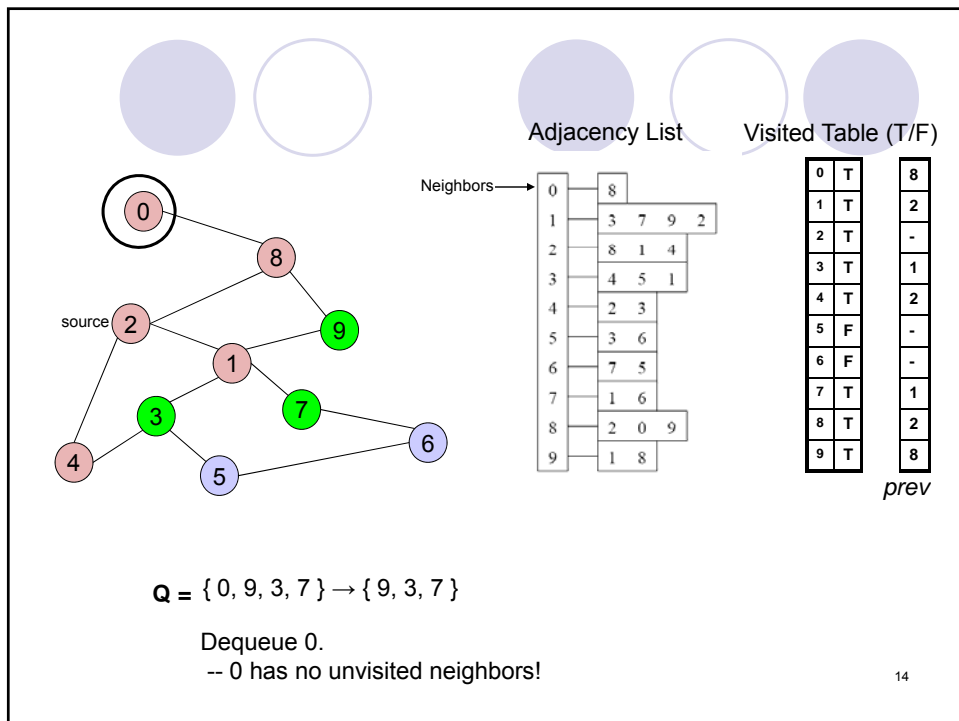 Adjacency List
Visited Table (T/F)
Neighbors
0 8
1 3 7 9 2
2 8 1 4
3 4 5 1
4 2 3
5 3 6
6 7 5
7 1 6
8 2 0 9
9 1 8
0 T 8
1 T 2
2 T -
3 T 1
4 T 2
5 F -
6 F -
7 T 1
8 T 2
9 T 8
prev
0
8
source 2
9
1
3
7
6
4
5
Q = { 0, 9, 3, 7 } → { 9, 3, 7 }
Dequeue 0.
-- 0 has no unvisited neighbors!
14